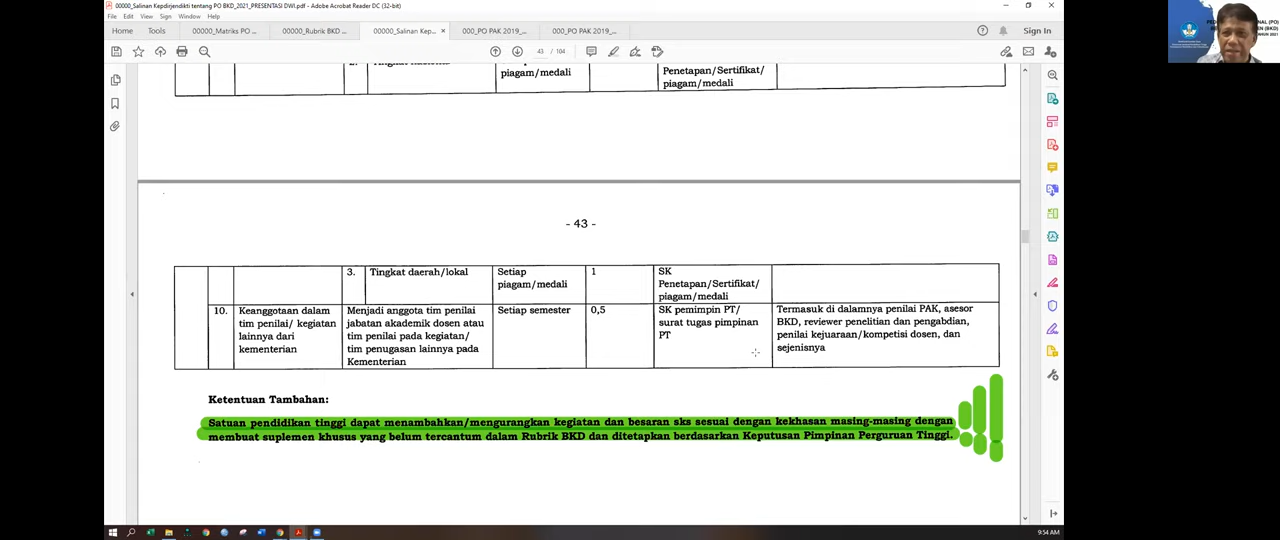 00000_Salinan Kepdirjendikti tentang PO BKD_2021_PRESENTASI DWI.pdf - Adobe Acrobat Reader DC (32-bit)
File Edit View Sign Window Help
Home Tools 00000_Matriks PO ... 00000_Rubrik BKD ... 00000_Salinan Kep... × 000_PO PAK 2019_... 000_PO PAK 2019_... Sign In
43 / 104
piagam/medali
Penetapan/Sertifikat/
piagam/medali
- 43 -
3. Tingkat daerah/lokal
Setiap
piagam/medali
1
SK
Penetapan/Sertifikat/
piagam/medali
10.
Keanggotaan dalam
tim penilai/ kegiatan
lainnya dari
kementerian
Menjadi anggota tim penilai
jabatan akademik dosen atau
tim penilai pada kegiatan/
tim penugasan lainnya pada
Kementerian
Setiap semester
0,5
SK pemimpin PT/
surat tugas pimpinan
PT
Termasuk di dalamnya penilai PAK, asesor
BKD, reviewer penelitian dan pengabdian,
penilai kejuaraan/kompetisi dosen, dan
sejenisnya
Ketentuan Tambahan:
Satuan pendidikan tinggi dapat menambahkan/mengurangkan kegiatan dan besaran sks sesuai dengan kekhasan masing-masing dengan
membuat suplemen khusus yang belum tercantum dalam Rubrik BKD dan ditetapkan berdasarkan Keputusan Pimpinan Perguruan Tinggi.
9:54 AM